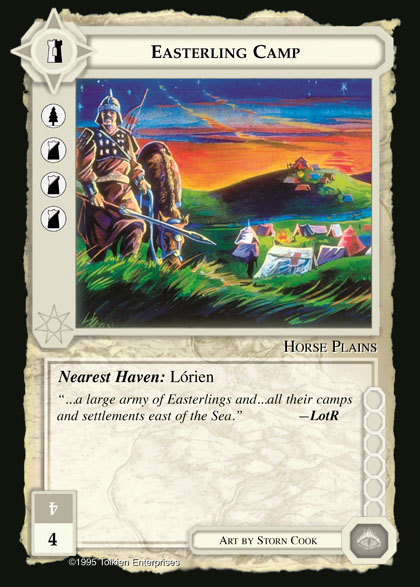 Easterling Camp
Horse Plains
Nearest Haven: Lórien
“...a large army of Easterlings and...all their camps
and settlements east of the Sea.” –LotR
4
Art by Storn Cook
©1995 Tolkien Enterprises